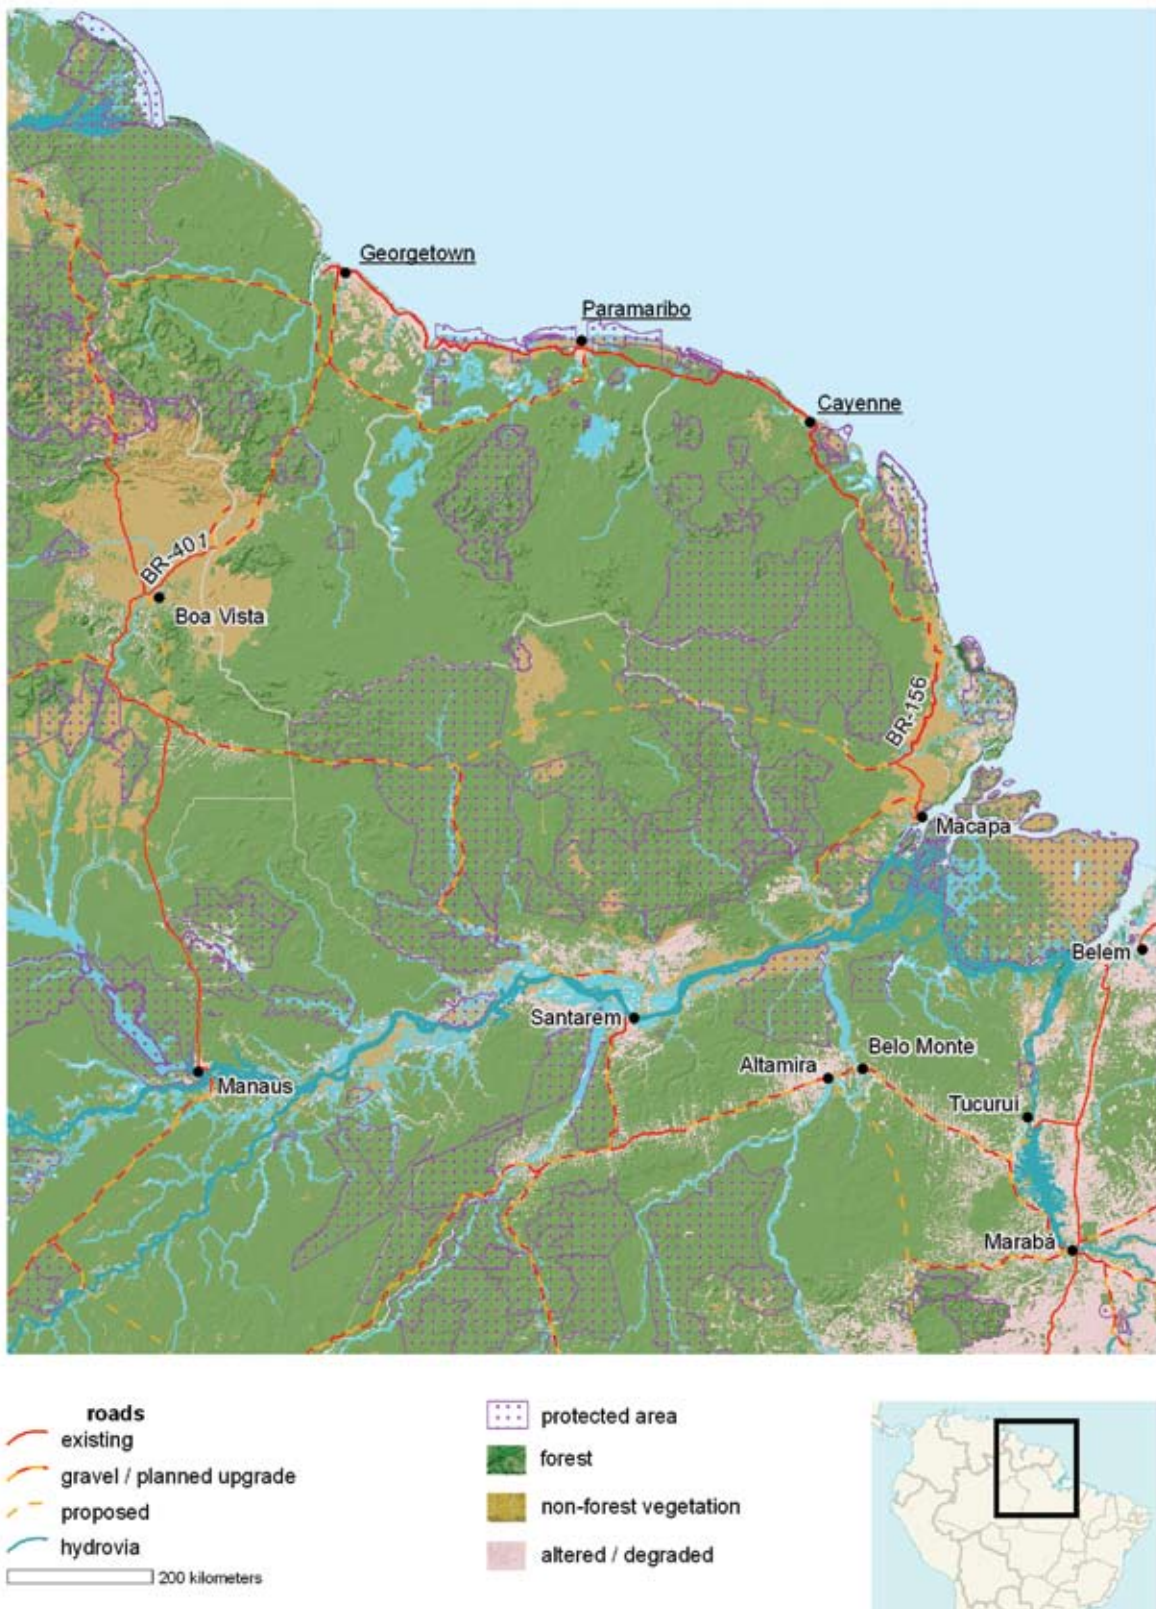 Georgetown
Paramaribo
Cayenne
BR-401
Boa Vista
BR-156
Macapa
Belem
Santarem
Belo Monte
Altamira
Manaus
Tucurui
Marabá
roads
existing
gravel / planned upgrade
proposed
hydrovia
200 kilometers
protected area
forest
non-forest vegetation
altered / degraded